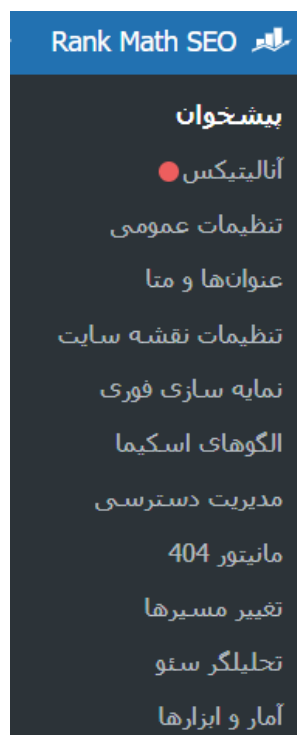 Rank Math SEO
پیشخوان
آنالیتیکس
تنظیمات عمومی
عنوان‌ها و متا
تنظیمات نقشه سایت
نمایه سازی فوری
الگوهای اسکیما
مدیریت دسترسی
مانیتور 404
تغییر مسیرها
تحلیلگر سئو
آمار و ابزارها